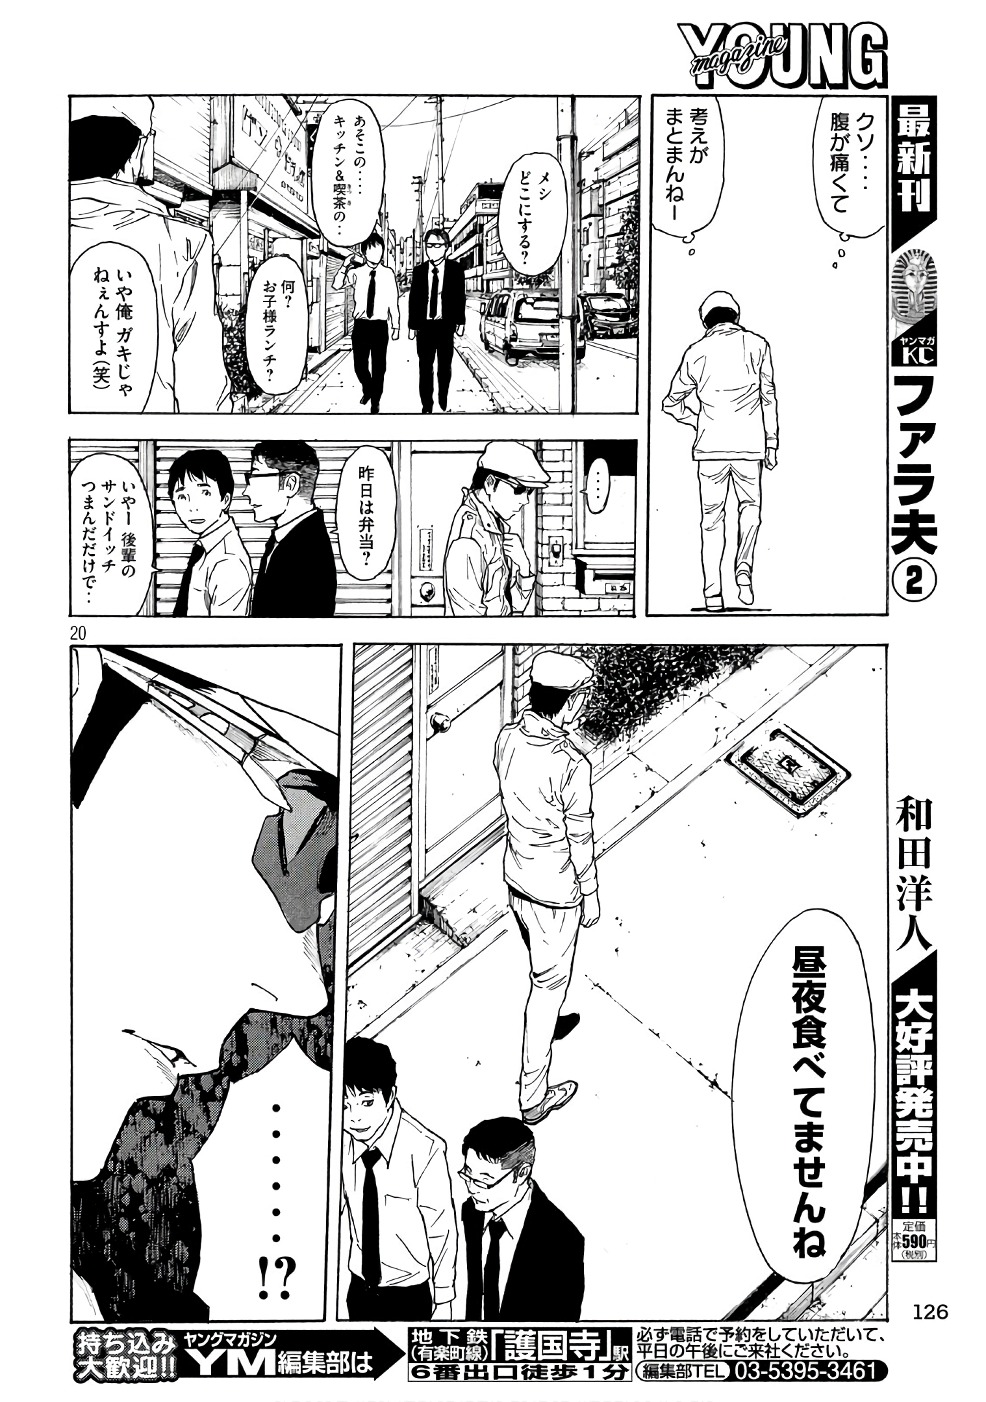 YOUNG
magazine
クソ‥‥
腹が痛くて
考えが
まとまんねー
メシ
どこにする?
あそこの‥‥
キッチン&喫茶の‥
何?
お子様ランチ?
いや俺 ガキじゃ
ねぇんすよ(笑)
‥‥
昨日は弁当?
いやー 後輩の
サンドイッチ
つまんだだけで‥
20
昼夜食べてませんね
‥‥‥‥!?
最新刊
ヤンマガ
KC
ファラ夫②
和田洋人
大好評発売中!!
定価
本体590円
(税別)
126
持ち込み
大歓迎!!
ヤングマガジン
YM編集部は
地下鉄
(有楽町線)「護国寺」駅
6番出口徒歩1分
必ず電話で予約をしていただいて、
平日の午後にご来社ください。
編集部TEL 03-5395-3461